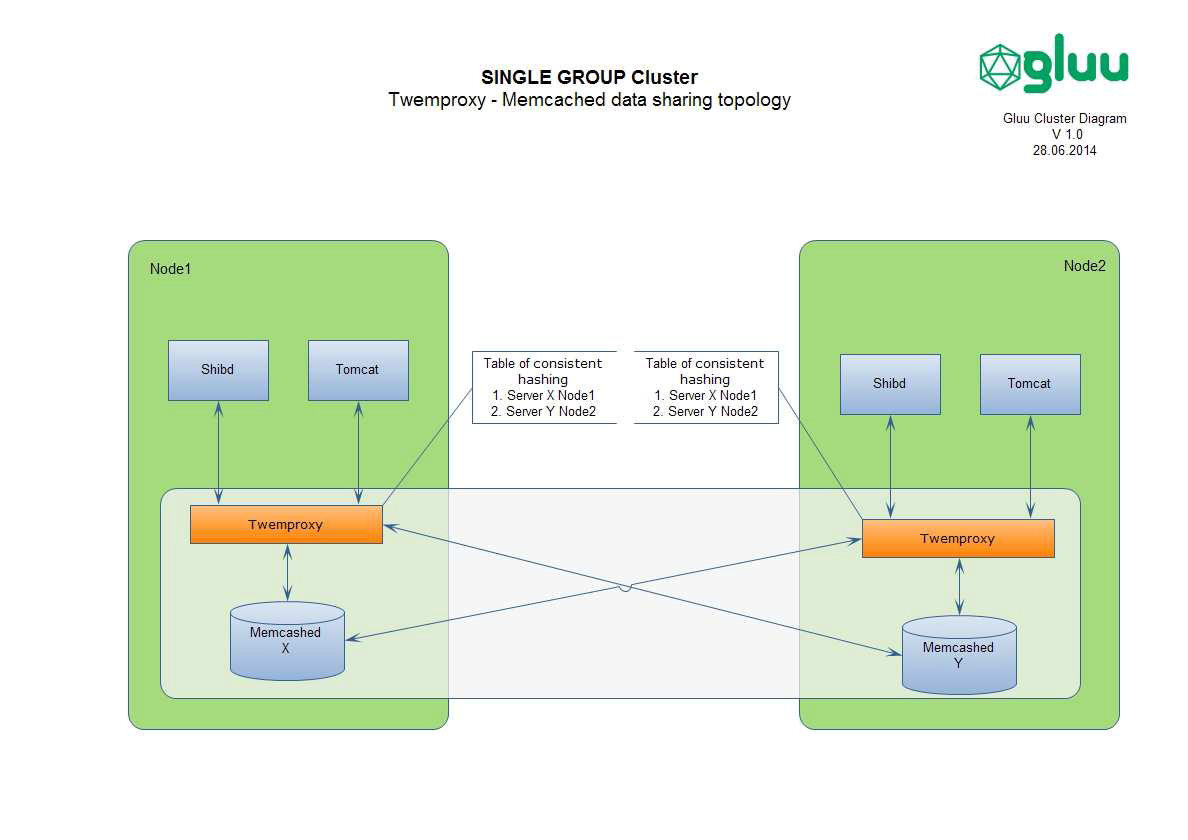 SINGLE GROUP Cluster
Twemproxy - Memcached data sharing topology
gluu
Gluu Cluster Diagram
V 1.0
28.06.2014
Node1
Node2
Shibd
Tomcat
Table of consistent
hashing
1. Server X Node1
2. Server Y Node2
Table of consistent
hashing
1. Server X Node1
2. Server Y Node2
Shibd
Tomcat
Twemproxy
Twemproxy
Memcashed
X
Memcashed
Y